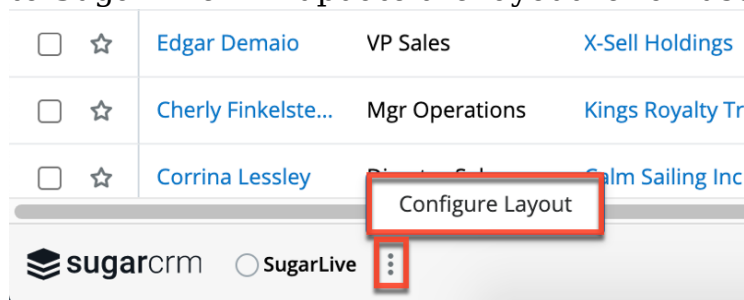 Edgar Demaio VP Sales X-Sell Holdings
Cherly Finkelste... Mgr Operations Kings Royalty Tr
Corrina Lessley Calm Sailing Inc
Configure Layout
sugarcrm SugarLive